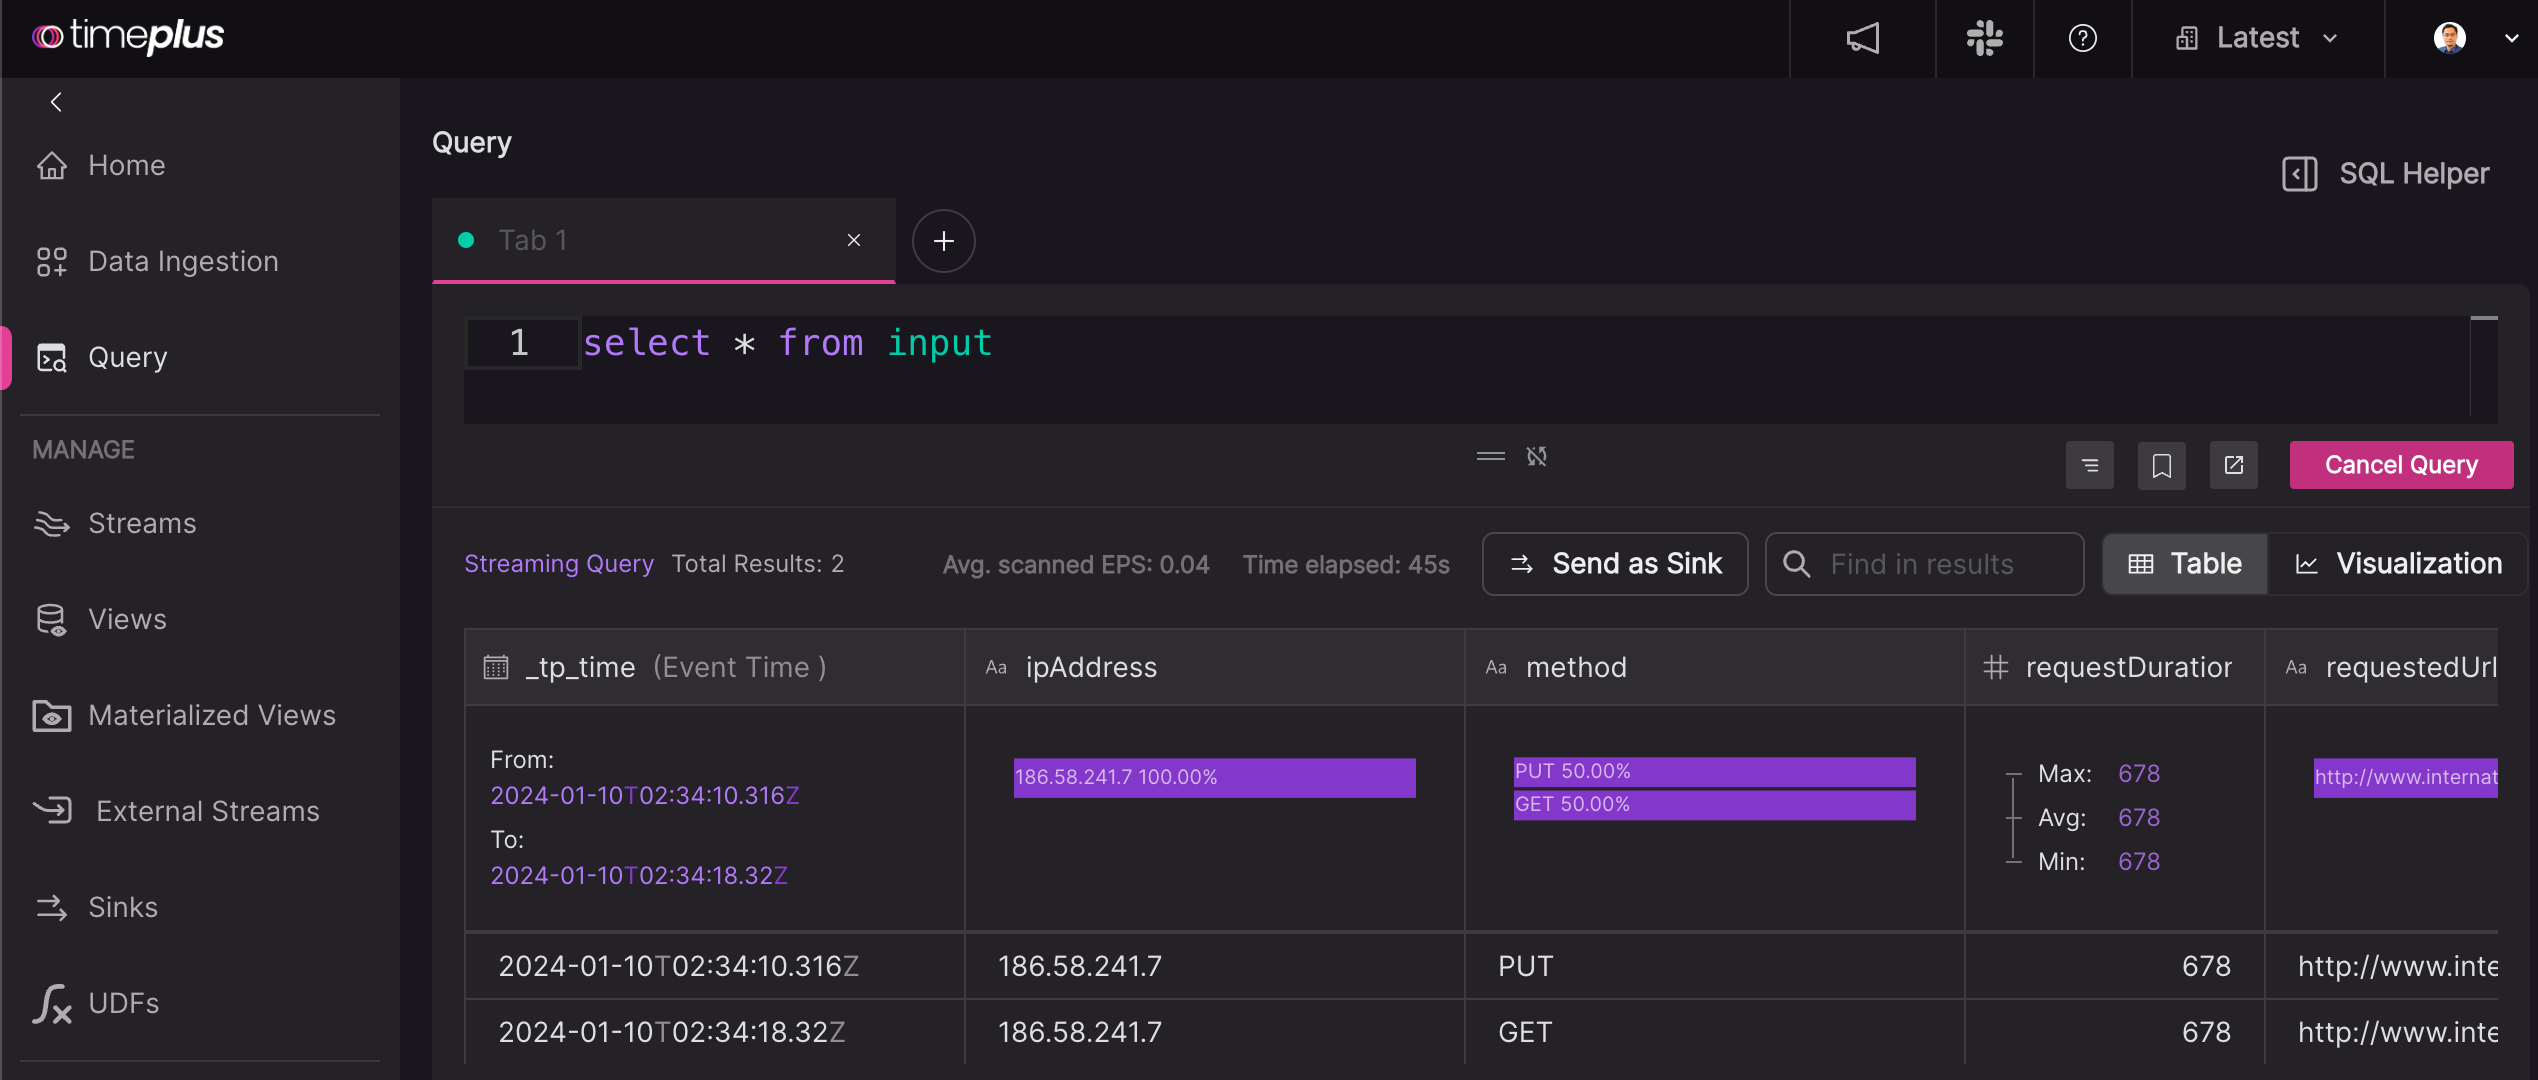 timeplus
Latest
Home
Data Ingestion
Query
MANAGE
Streams
Views
Materialized Views
External Streams
Sinks
UDFs
Query
SQL Helper
Tab 1
1 select * from input
Cancel Query
Streaming Query Total Results: 2 Avg. scanned EPS: 0.04 Time elapsed: 45s Send as Sink Find in results Table Visualization
_tp_time (Event Time ) Aa ipAddress Aa method # requestDuration Aa requestedUrl
From:
2024-01-10T02:34:10.316Z
To:
2024-01-10T02:34:18.32Z
186.58.241.7 100.00%
PUT 50.00%
GET 50.00%
Max: 678
Avg: 678
Min: 678
http://www.internat
2024-01-10T02:34:10.316Z 186.58.241.7 PUT 678 http://www.inte
2024-01-10T02:34:18.32Z 186.58.241.7 GET 678 http://www.inte